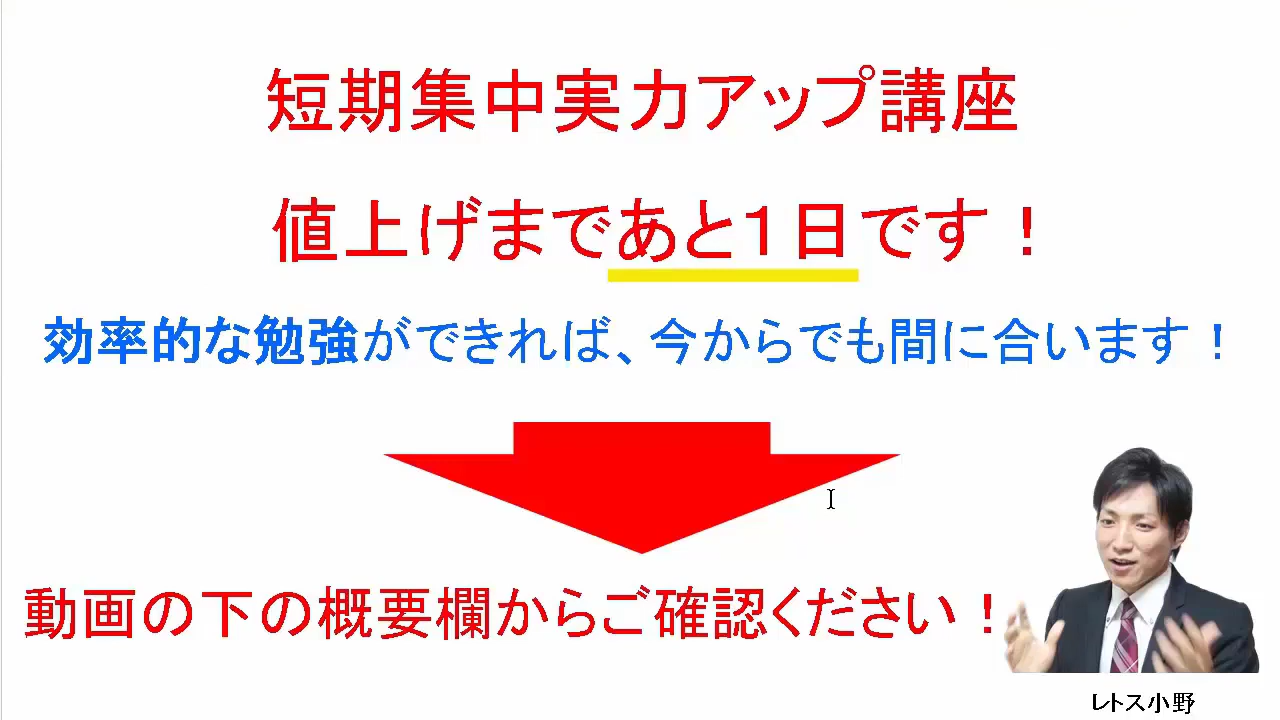 短期集中実力アップ講座
値上げまであと１日です！
効率的な勉強ができれば、今からでも間に合います！
動画の下の概要欄からご確認ください！
レトス小野